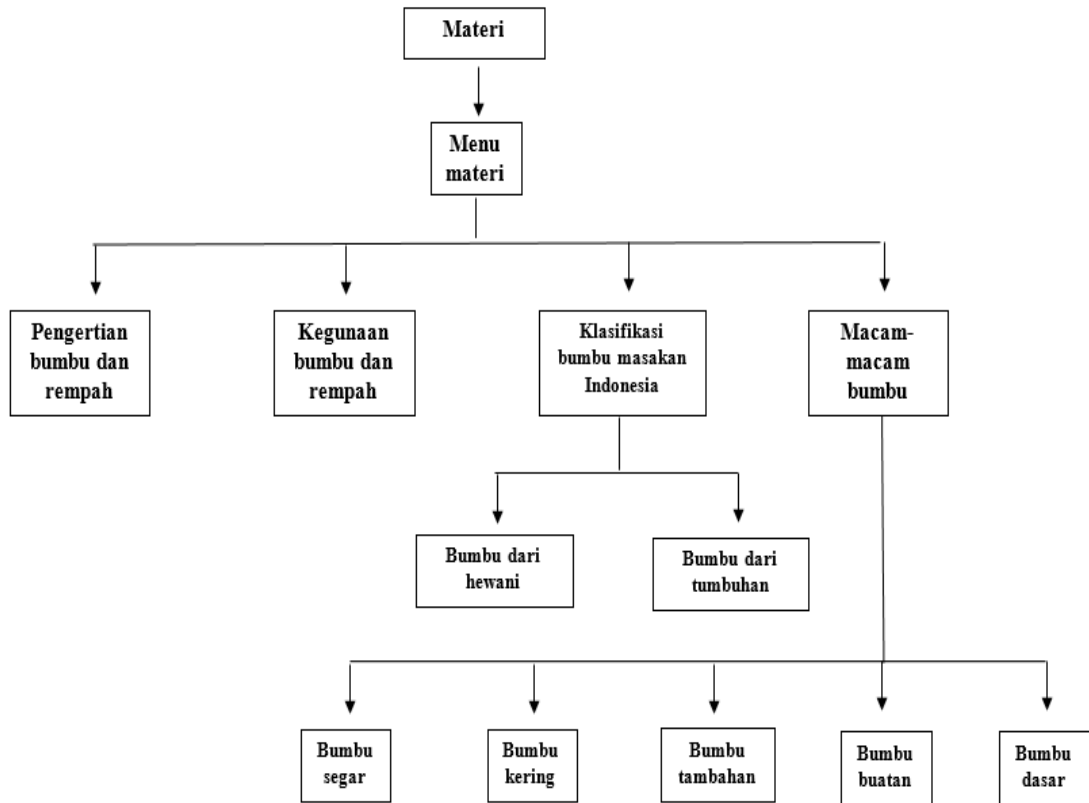 Materi
Menu
materi
Pengertian
bumbu dan
rempah
Kegunaan
bumbu dan
rempah
Klasifikasi
bumbu masakan
Indonesia
Macam-
macam
bumbu
Bumbu dari
hewani
Bumbu dari
tumbuhan
Bumbu
segar
Bumbu
kering
Bumbu
tambahan
Bumbu
buatan
Bumbu
dasar